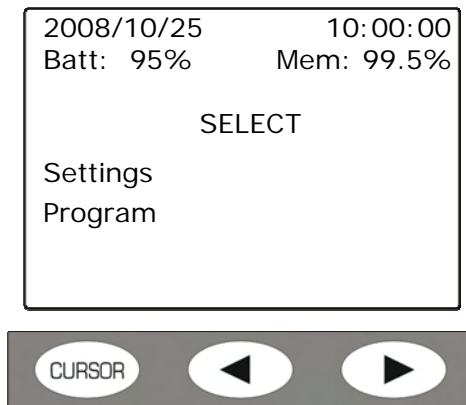 2008/10/25 10:00:00
Batt: 95% Mem: 99.5%
SELECT
Settings
Program
CURSOR